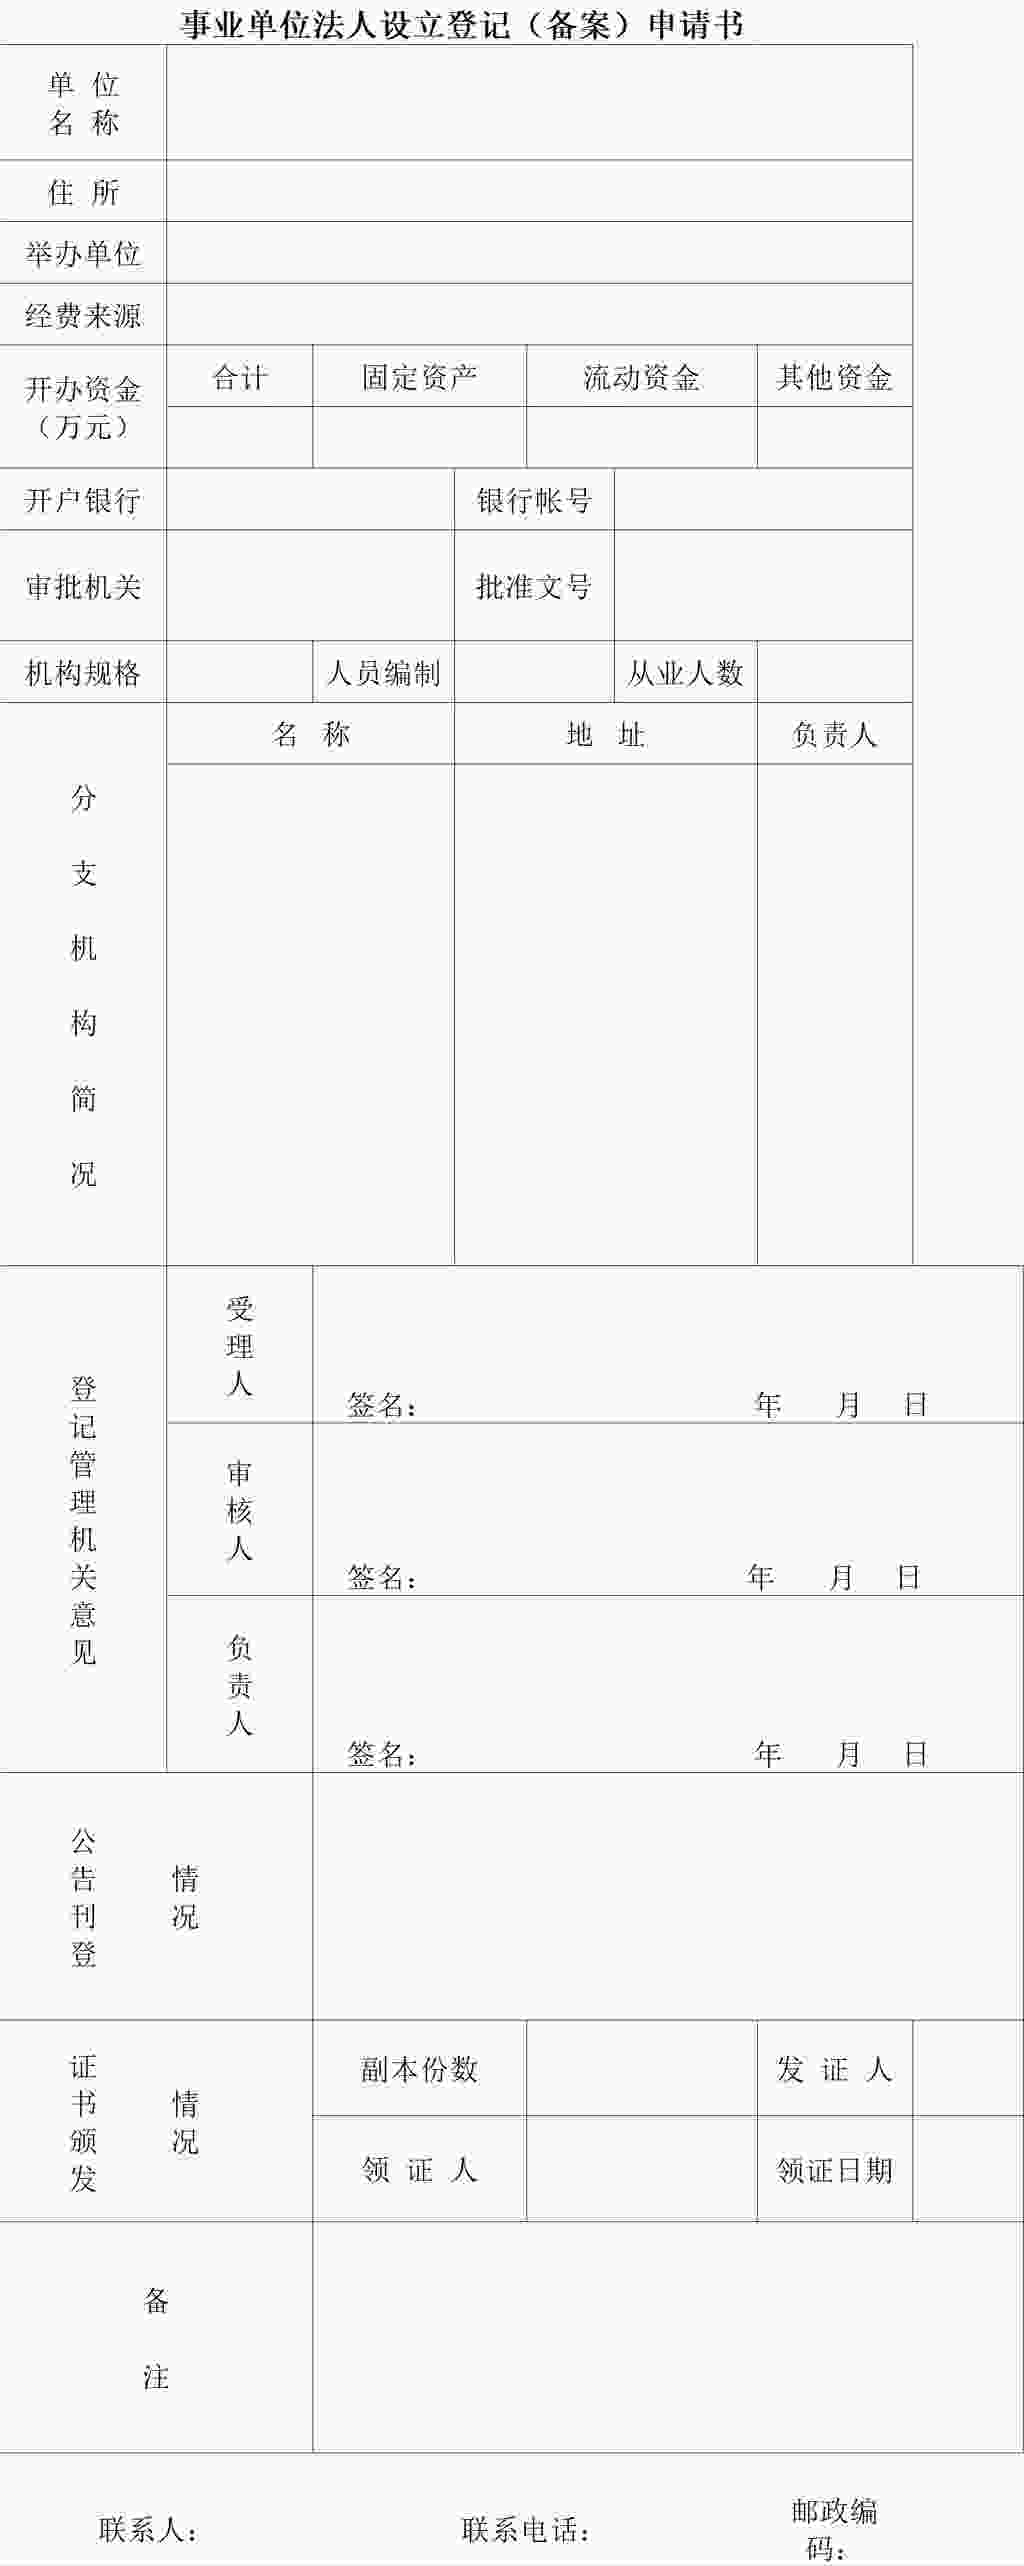 事业单位法人设立登记（备案）申请书
单 位
名 称
住 所
举办单位
经费来源
开办资金
（万元）
合计 固定资产 流动资金 其他资金
开户银行 银行帐号
审批机关 批准文号
机构规格 人员编制 从业人数
分
支
机
构
简
况
名 称 地 址 负责人
登
记
管
理
机
关
意
见
受
理
人
签名： 年 月 日
审
核
人
签名： 年 月 日
负
责
人
签名： 年 月 日
公
告
刊
登
情
况
证
书
颁
发
情
况
副本份数 发 证 人
领 证 人 领证日期
备
注
联系人： 联系电话： 邮政编
码：